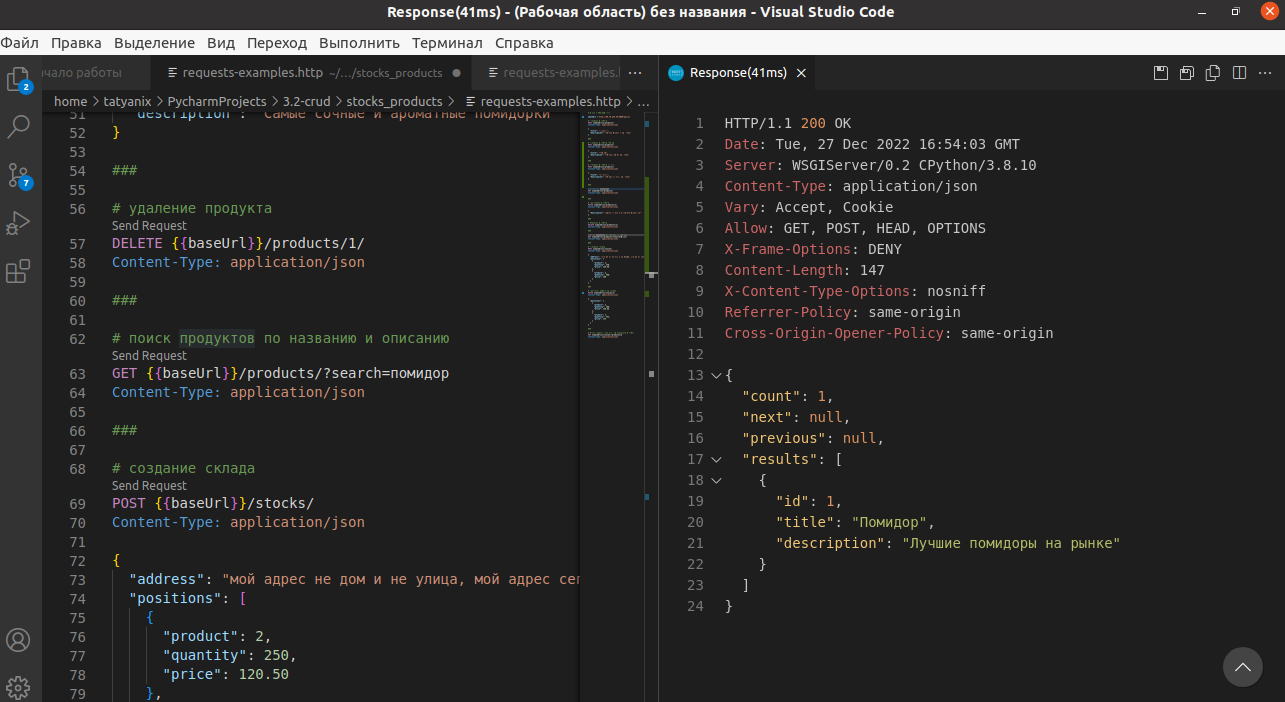 Response(41ms) - (Рабочая область) без названия - Visual Studio Code
Файл Правка Выделение Вид Переход Выполнить Терминал Справка
чало работы
requests-examples.http ~/.../stocks_products
requests-examples.
Response(41ms)
home > tatyanix > PycharmProjects > 3.2-crud > stocks_products > requests-examples.http > ...
2
7
51 "description": "Самые сочные и ароматные помидорки"
52 }
53
54 ###
55
56 # удаление продукта
Send Request
57 DELETE {{baseUrl}}/products/1/
58 Content-Type: application/json
59
60 ###
61
62 # поиск продуктов по названию и описанию
Send Request
63 GET {{baseUrl}}/products/?search=помидор
64 Content-Type: application/json
65
66 ###
67
68 # создание склада
Send Request
69 POST {{baseUrl}}/stocks/
70 Content-Type: application/json
71
72 {
73 "address": "мой адрес не дом и не улица, мой адрес сег
74 "positions": [
75 {
76 "product": 2,
77 "quantity": 250,
78 "price": 120.50
79 },
1 HTTP/1.1 200 OK
2 Date: Tue, 27 Dec 2022 16:54:03 GMT
3 Server: WSGIServer/0.2 CPython/3.8.10
4 Content-Type: application/json
5 Vary: Accept, Cookie
6 Allow: GET, POST, HEAD, OPTIONS
7 X-Frame-Options: DENY
8 Content-Length: 147
9 X-Content-Type-Options: nosniff
10 Referrer-Policy: same-origin
11 Cross-Origin-Opener-Policy: same-origin
12
13 {
14 "count": 1,
15 "next": null,
16 "previous": null,
17 "results": [
18 {
19 "id": 1,
20 "title": "Помидор",
21 "description": "Лучшие помидоры на рынке"
22 }
23 ]
24 }